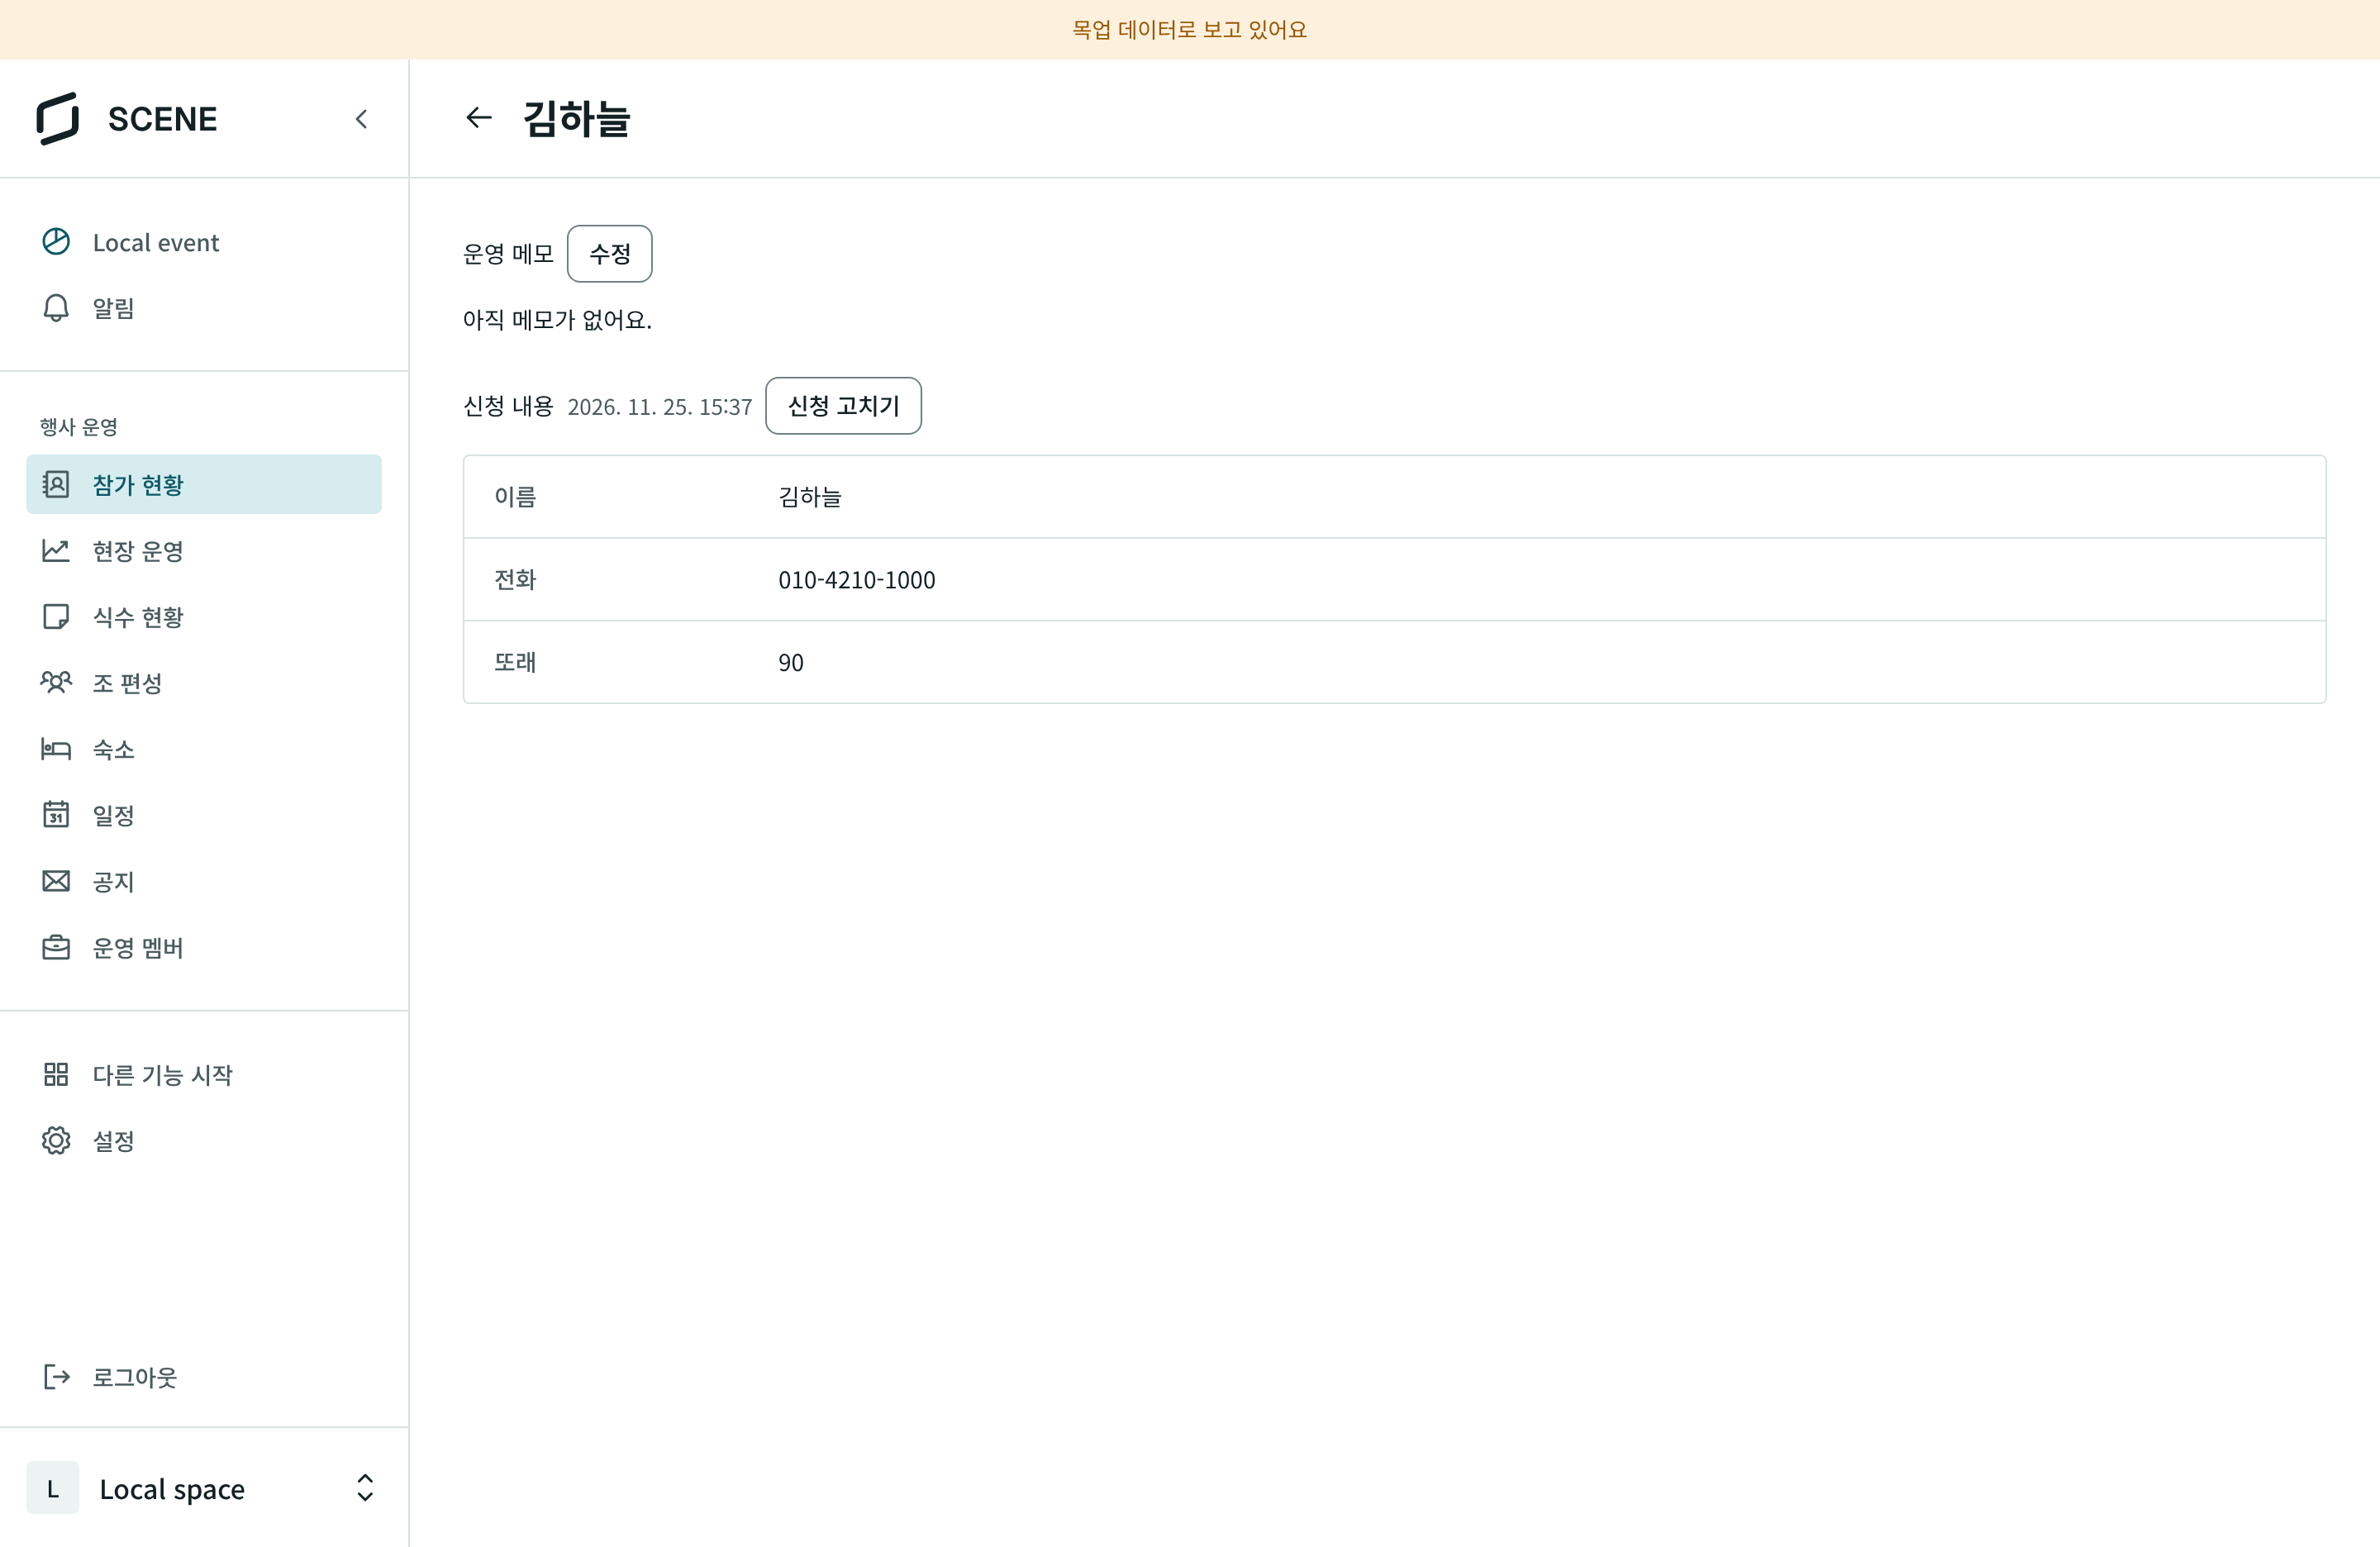 목업 데이터로 보고 있어요
SCENE
김하늘
Local event
알림
행사 운영
참가 현황
현장 운영
식수 현황
조 편성
숙소
31
일정
공지
운영 멤버
다른 기능 시작
설정
로그아웃
L
Local space
운영 메모 수정
아직 메모가 없어요.
신청 내용 2026. 11. 25. 15:37 신청 고치기
이름 김하늘
전화 010-4210-1000
또래 90